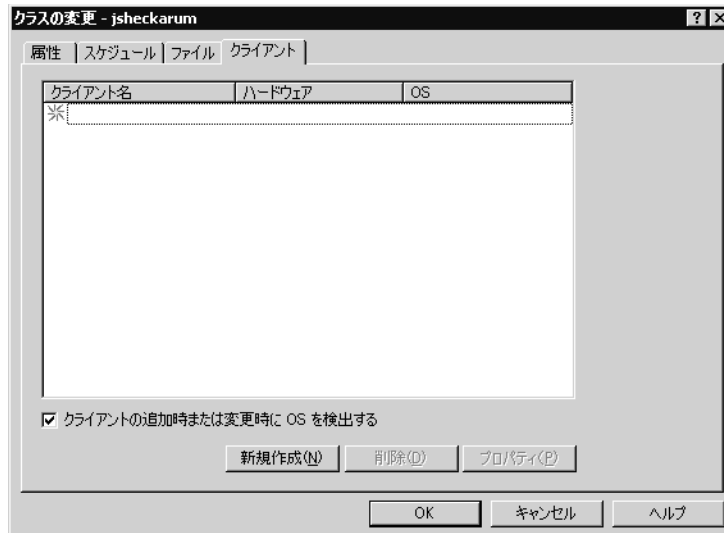 クラスの変更 - jsheckarum
属性 スケジュール ファイル クライアント
クライアント名 ハードウェア OS
クライアントの追加時または変更時に OS を検出する
新規作成(N) 削除(D) プロパティ(P)
OK キャンセル ヘルプ